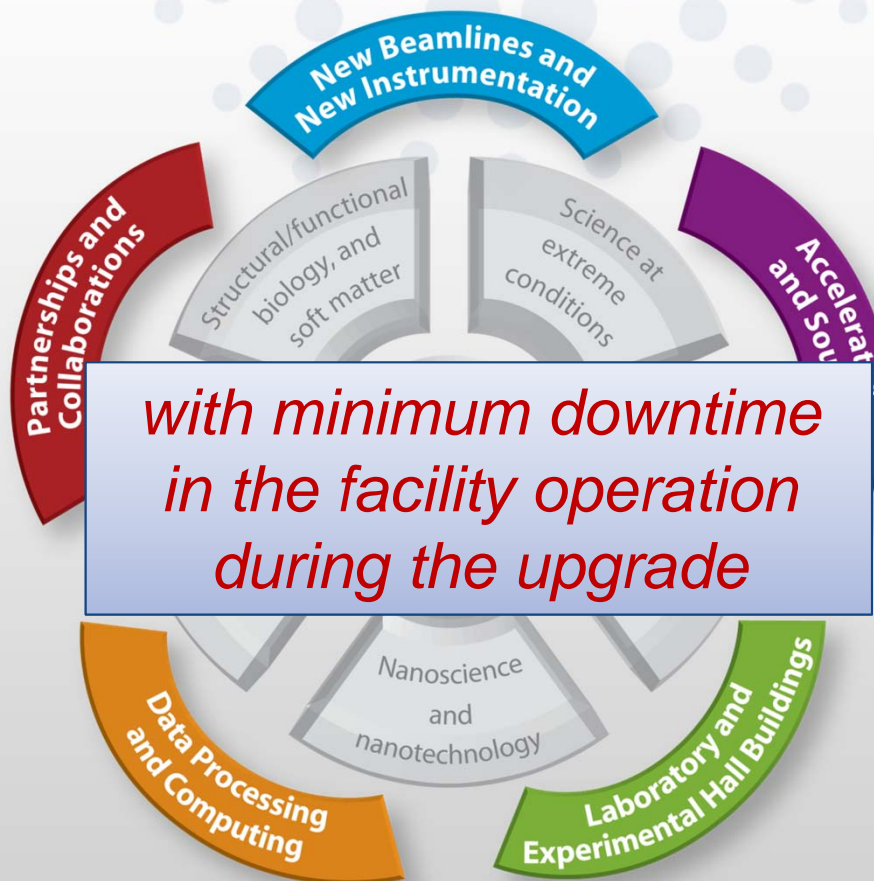 New Beamlines and
New Instrumentation
Partnerships and
Collaborations
Structural/functional
biology, and
soft matter
Science at
extreme
conditions
with minimum downtime
in the facility operation
during the upgrade
Nanoscience
and
nanotechnology
Data Processing
and Computing
Laboratory and
Experimental Hall Buildings
and